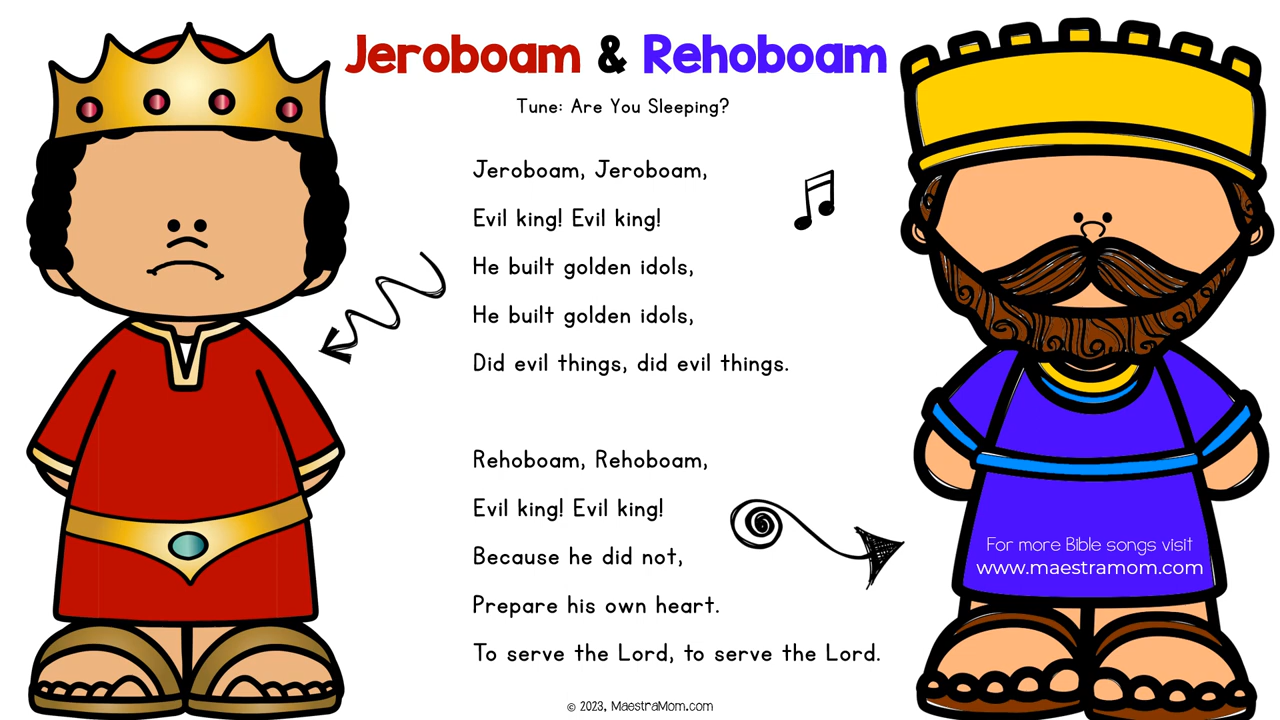 Jeroboam & Rehoboam
Tune: Are You Sleeping?
Jeroboam, Jeroboam,
Evil king! Evil king!
He built golden idols,
He built golden idols,
Did evil things, did evil things.
Rehoboam, Rehoboam,
Evil king! Evil king!
Because he did not,
Prepare his own heart.
To serve the Lord, to serve the Lord.
For more Bible songs visit
www.maestramom.com
© 2023, MaestraMom.com